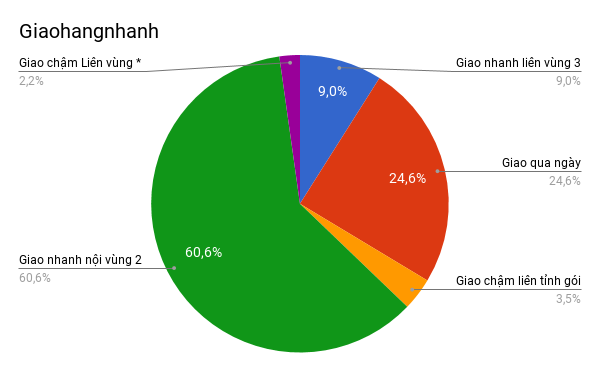 Giaohangnhanh
Giao chậm Liên vùng *
2,2%
Giao nhanh liên vùng 3
9,0%
9,0%
Giao qua ngày
24,6%
24,6%
Giao nhanh nội vùng 2
60,6%
60,6%
Giao chậm liên tỉnh gói
3,5%